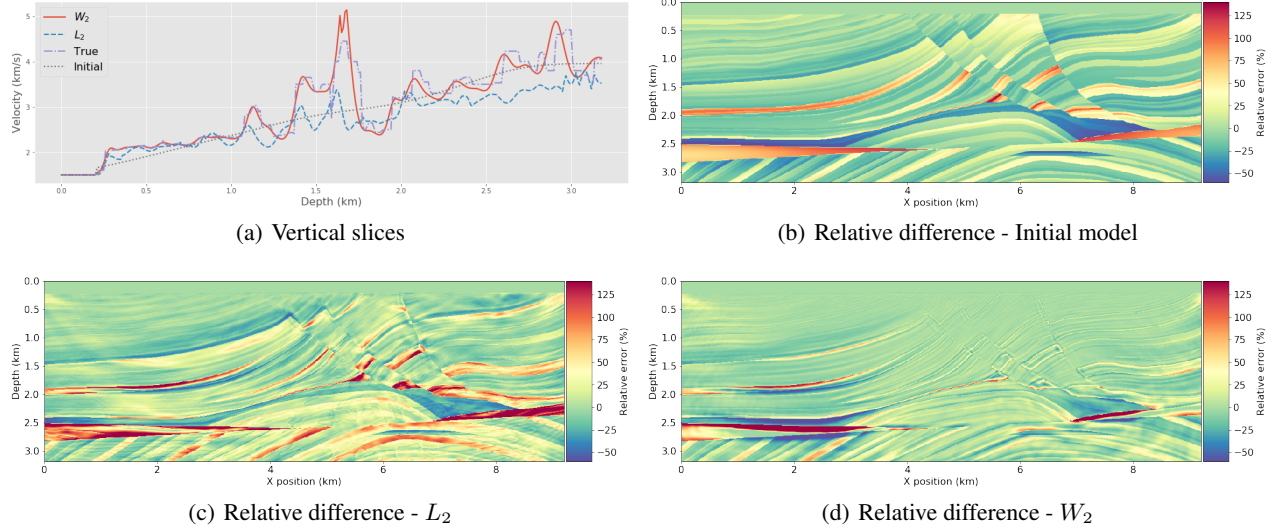 5
4
3
2
Velocity (km/s)
W₂
L₂
True
Initial
0.0 0.5 1.0 1.5 2.0 2.5 3.0
Depth (km)
(a) Vertical slices
0.0
0.5
1.0
1.5
2.0
2.5
3.0
Depth (km)
0 2 4 6 8
X position (km)
125
100
75
50
25
0
−25
−50
Relative error (%)
(b) Relative difference - Initial model
0.0
0.5
1.0
1.5
2.0
2.5
3.0
Depth (km)
0 2 4 6 8
X position (km)
125
100
75
50
25
0
−25
−50
Relative error (%)
(c) Relative difference - L₂
0.0
0.5
1.0
1.5
2.0
2.5
3.0
Depth (km)
0 2 4 6 8
X position (km)
125
100
75
50
25
0
−25
−50
Relative error (%)
(d) Relative difference - W₂